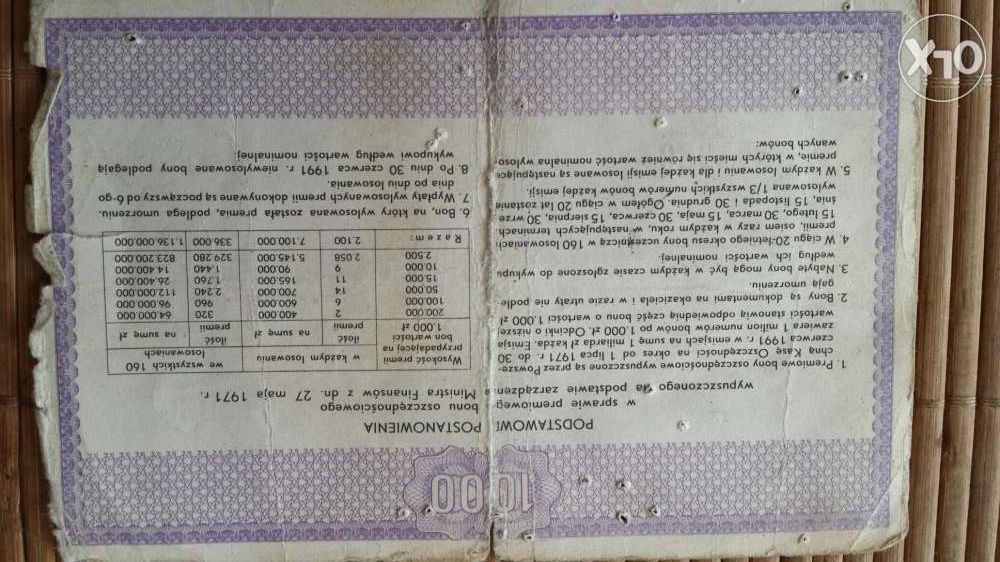 1000
PODSTAWOWE POSTANOWIENIA
w sprawie premiowego bonu oszczędnościowego
wypuszczonego na podstawie zarządzenia Ministra Finansów z dn. 27 maja 1971 r.
1. Premiowe bony oszczędnościowe wypuszczone są przez Powsze-
chną Kasę Oszczędności na okres od 1 lipca 1971 r. do 30
czerwca 1991 r. w emisjach na sumę 1 miliarda zł każda. Emisja
zawiera 1 milion numerów bonów po 1.000 zł. Odcinki o niższej
wartości stanowią odpowiednią część bonu o wartości 1.000 zł.
2. Bony są dokumentami na okaziciela i w razie utraty nie podle-
gają umorzeniu.
3. Nabyte bony mogą być w każdym czasie zgłoszone do wykupu
według ich wartości nominalnej.
4. W ciągu 20-letniego okresu bony uczestniczą w 160 losowaniach
premii, osiem razy w każdym roku, w następujących terminach:
15 lutego, 30 marca, 15 maja, 30 czerwca, 15 sierpnia, 30 wrze-
śnia, 15 listopada i 30 grudnia. Ogółem w ciągu 20 lat zostanie
wylosowana 1/3 wszystkich numerów bonów każdej emisji.
5. W każdym losowaniu i dla każdej emisji losowane są następujące
premie, w których mieści się również wartość nominalna wyloso-
wanych bonów:
Wysokość premii przypadającej na bon wartości 1.000 zł | w każdym losowaniu | we wszystkich 160 losowaniach
ilość premii | na sumę zł | ilość premii | na sumę zł
200.000 2 400.000 320 64.000.000
100.000 6 600.000 960 96.000.000
50.000 14 700.000 2.240 112.000.000
15.000 11 165.000 1.760 26.400.000
10.000 9 90.000 1.440 14.400.000
2.500 2.058 5.145.000 329.280 823.200.000
Razem: 2.100 7.100.000 336.000 1.136.000.000
6. Bon, na który wylosowana została premia, podlega umorzeniu.
7. Wypłaty wylosowanych premii dokonywane są począwszy od 6-go
dnia po dniu losowania.
8. Po dniu 30 czerwca 1991 r. niewylosowane bony podlegają
wykupowi według wartości nominalnej.
OLX